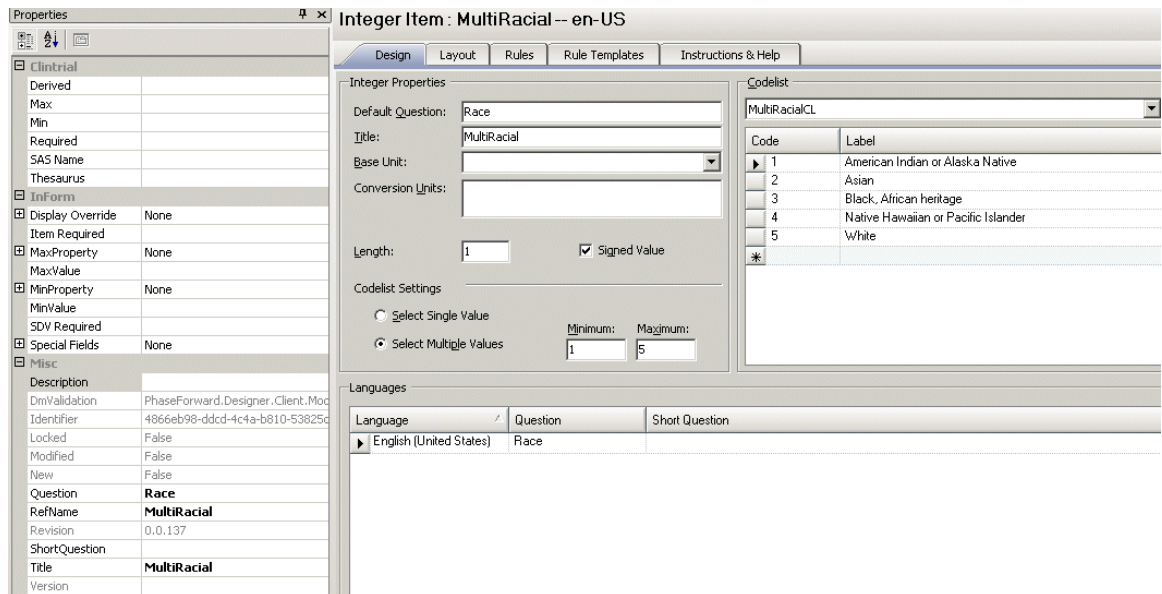 Properties
Clintrial
Derived
Max
Min
Required
SAS Name
Thesaurus
InForm
Display Override None
Item Required
MaxProperty None
MaxValue
MinProperty None
MinValue
SDV Required
Special Fields None
Misc
Description
DmValidation PhaseForward.Designer.Client.Mod
Identifier 4866eb98-ddcd-4c4a-b810-53825c
Locked False
Modified False
New False
Question Race
RefName MultiRacial
Revision 0.0.137
ShortQuestion
Title MultiRacial
Version
Integer Item : MultiRacial -- en-US
Design Layout Rules Rule Templates Instructions & Help
Integer Properties
Default Question: Race
Title: MultiRacial
Base Unit:
Conversion Units:
Length: 1 Signed Value
Codelist Settings
Select Single Value
Select Multiple Values
Minimum: Maximum:
1 5
Codelist
MultiRacialCL
Code Label
1 American Indian or Alaska Native
2 Asian
3 Black, African heritage
4 Native Hawaiian or Pacific Islander
5 White
Languages
Language Question Short Question
English (United States) Race